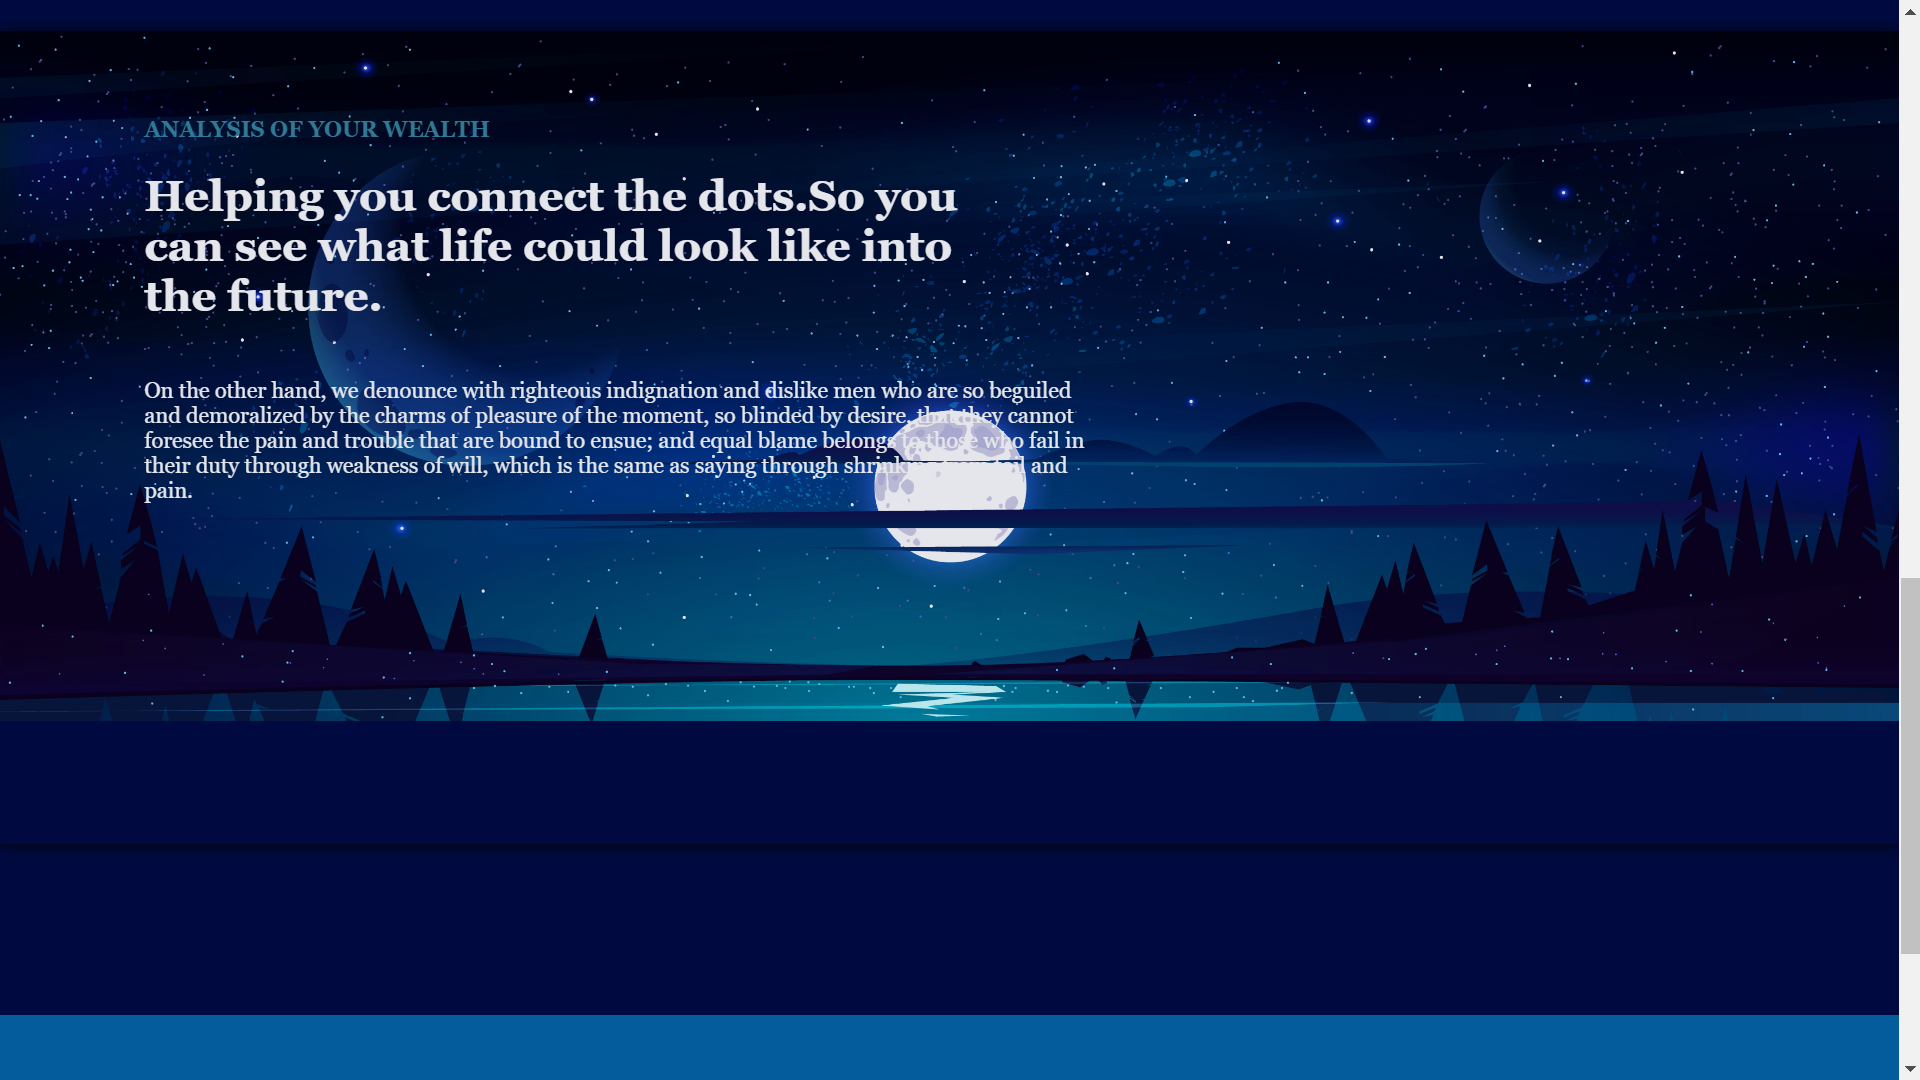 ANALYSIS OF YOUR WEALTH
Helping you connect the dots.So you
can see what life could look like into
the future.
On the other hand, we denounce with righteous indignation and dislike men who are so beguiled
and demoralized by the charms of pleasure of the moment, so blinded by desire, that they cannot
foresee the pain and trouble that are bound to ensue; and equal blame belongs to those who fail in
their duty through weakness of will, which is the same as saying through shrinking from toil and
pain.